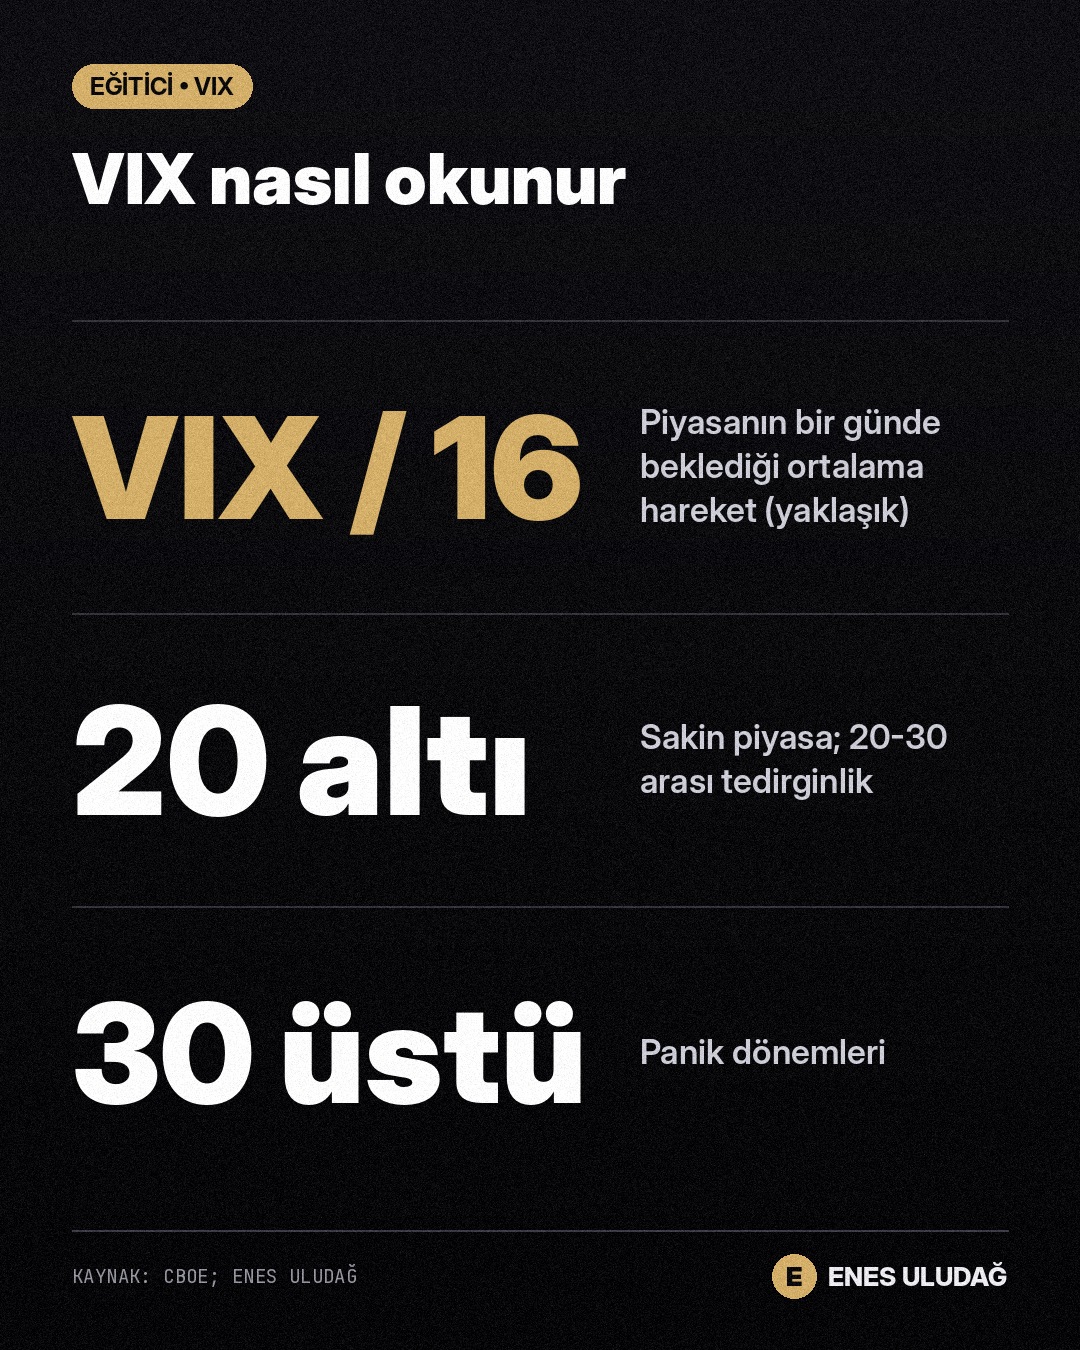 EĞİTİCİ • VIX
VIX nasıl okunur
VIX / 16
Piyasanın bir günde
beklediği ortalama
hareket (yaklaşık)
20 altı
Sakin piyasa; 20-30
arası tedirginlik
30 üstü
Panik dönemleri
KAYNAK: CBOE; ENES ULUDAĞ
E ENES ULUDAĞ